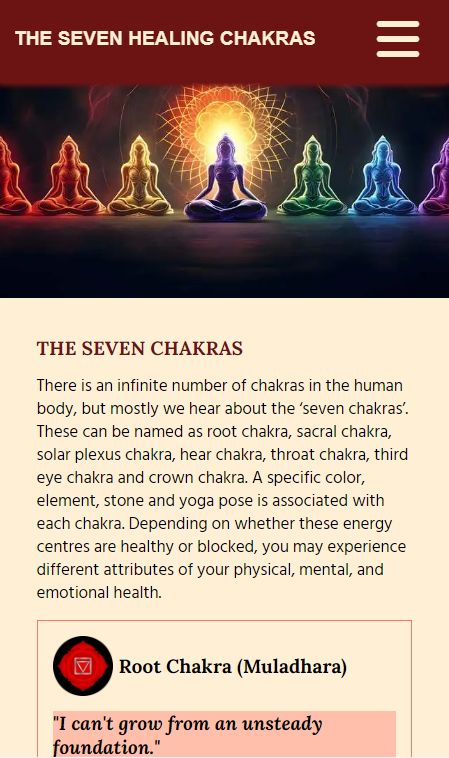 THE SEVEN HEALING CHAKRAS
THE SEVEN CHAKRAS
There is an infinite number of chakras in the human
body, but mostly we hear about the ‘seven chakras’.
These can be named as root chakra, sacral chakra,
solar plexus chakra, hear chakra, throat chakra, third
eye chakra and crown chakra. A specific color,
element, stone and yoga pose is associated with
each chakra. Depending on whether these energy
centres are healthy or blocked, you may experience
different attributes of your physical, mental, and
emotional health.
Root Chakra (Muladhara)
"I can't grow from an unsteady
foundation."